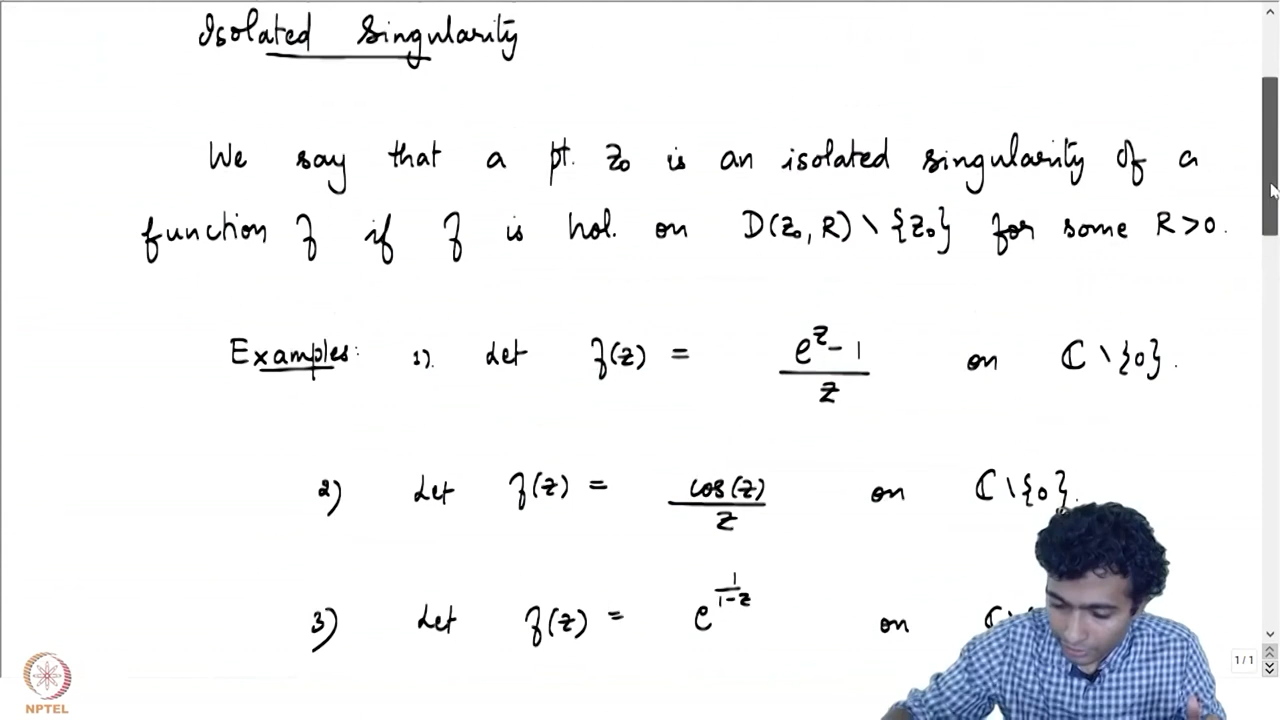 Isolated Singularity
We say that a pt. z₀ is an isolated singularity of a
function f if f is hol. on D(z₀, R) \ {z₀} for some R > 0.
Examples: 1). Let f(z) = e^z - 1 / z on ℂ \ {0}.
2) Let f(z) = cos(z) / z on ℂ \ {0}.
3) Let f(z) = e^(1/(1-z)) on
1 / 1
NPTEL